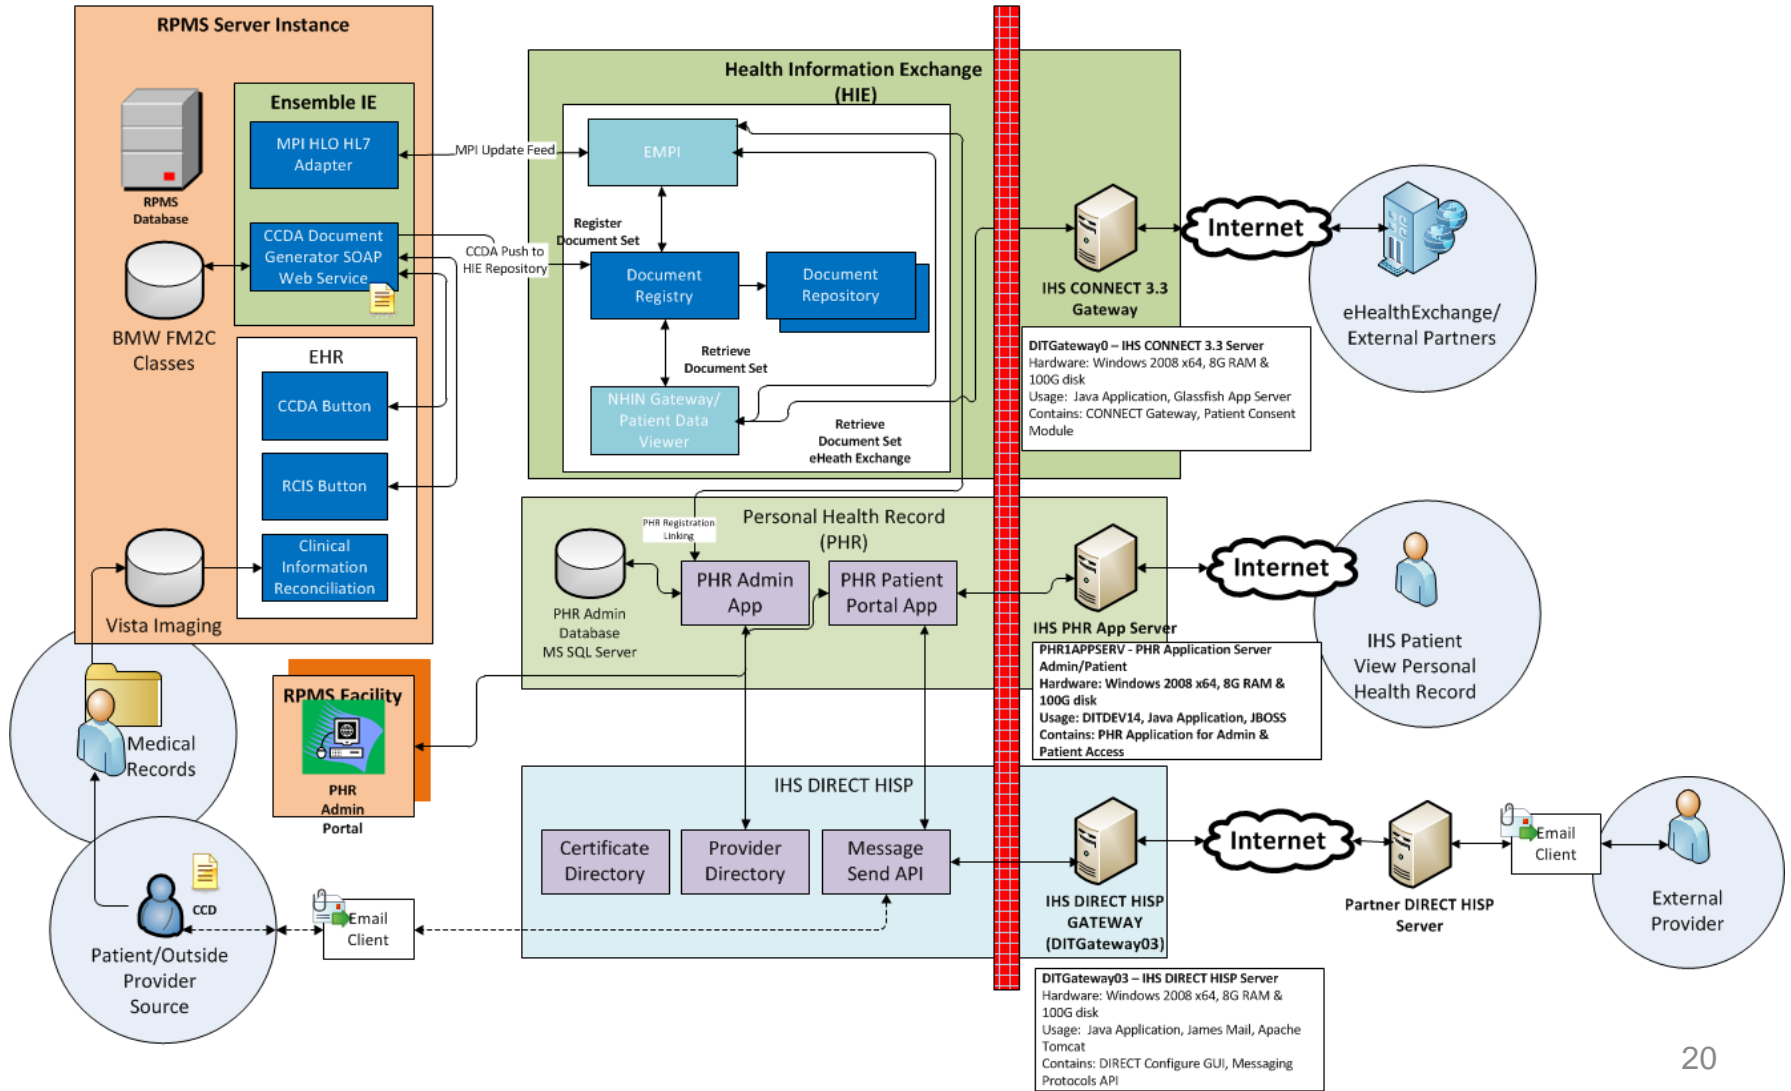 RPMS Server Instance
Ensemble IE
MPI HLO HL7
Adapter
RPMS
Database
CCDA Document
Generator SOAP
Web Service
BMW FM2C
Classes
EHR
CCDA Button
RCIS Button
Clinical
Information
Reconciliation
Vista Imaging
Medical
Records
RPMS Facility
PHR
Admin
Portal
CCD
Patient/Outside
Provider
Source
Email
Client
MPI Update Feed
CCDA Push to
HIE Repository
Health Information Exchange
(HIE)
EMPI
Register
Document Set
Document
Registry
Document
Repository
Retrieve
Document Set
NHIN Gateway/
Patient Data
Viewer
Retrieve
Document Set
eHeath Exchange
IHS CONNECT 3.3
Gateway
Internet
eHealthExchange/
External Partners
DITGateway0 – IHS CONNECT 3.3 Server
Hardware: Windows 2008 x64, 8G RAM &
100G disk
Usage:  Java Application, Glassfish App Server
Contains: CONNECT Gateway, Patient Consent
Module
Personal Health Record
(PHR)
PHR Registration
Linking
PHR Admin
App
PHR Patient
Portal App
PHR Admin
Database
MS SQL Server
IHS PHR App Server
Internet
IHS Patient
View Personal
Health Record
PHR1APPSERV - PHR Application Server
Admin/Patient
Hardware: Windows 2008 x64, 8G RAM &
100G disk
Usage: DITDEV14, Java Application, JBOSS
Contains: PHR Application for Admin &
Patient Access
IHS DIRECT HISP
Certificate
Directory
Provider
Directory
Message
Send API
IHS DIRECT HISP
GATEWAY
(DITGateway03)
Internet
Partner DIRECT HISP
Server
Email
Client
External
Provider
DITGateway03 – IHS DIRECT HISP Server
Hardware: Windows 2008 x64, 8G RAM &
100G disk
Usage:  Java Application, James Mail, Apache
Tomcat
Contains: DIRECT Configure GUI, Messaging
Protocols API
20